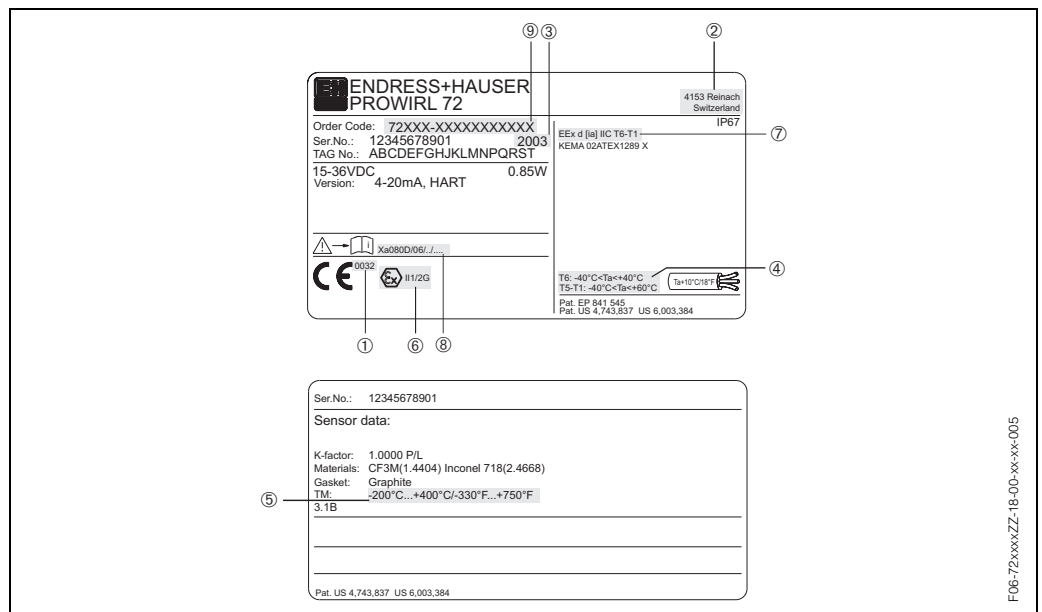 ⑨ ③ ②
EH ENDRESS+HAUSER
PROWIRL 72
4153 Reinach
Switzerland
IP67
Order Code: 72XXX-XXXXXXXXXXX
Ser.No.: 12345678901 2003
TAG No.: ABCDEFGHJKLMNPQRST
15-36VDC 0.85W
Version: 4-20mA, HART
i Xa080D/06/../....
CE 0032 Ex II1/2G
EEx d [ia] IIC T6-T1 ⑦
KEMA 02ATEX1289 X
T6: -40°C<Ta<+40°C ④
T5-T1: -40°C<Ta<+60°C
Ta+10°C/18°F
Pat. EP 841 545
Pat. US 4,743,837 US 6,003,384
① ⑥ ⑧
Ser.No.: 12345678901
Sensor data:
K-factor: 1.0000 P/L
Materials: CF3M(1.4404) Inconel 718(2.4668)
Gasket: Graphite
⑤ TM: -200°C...+400°C/-330°F...+750°F
3.1B
Pat. US 4,743,837 US 6,003,384
F06-72xxxxZZ-18-00-xx-xx-005